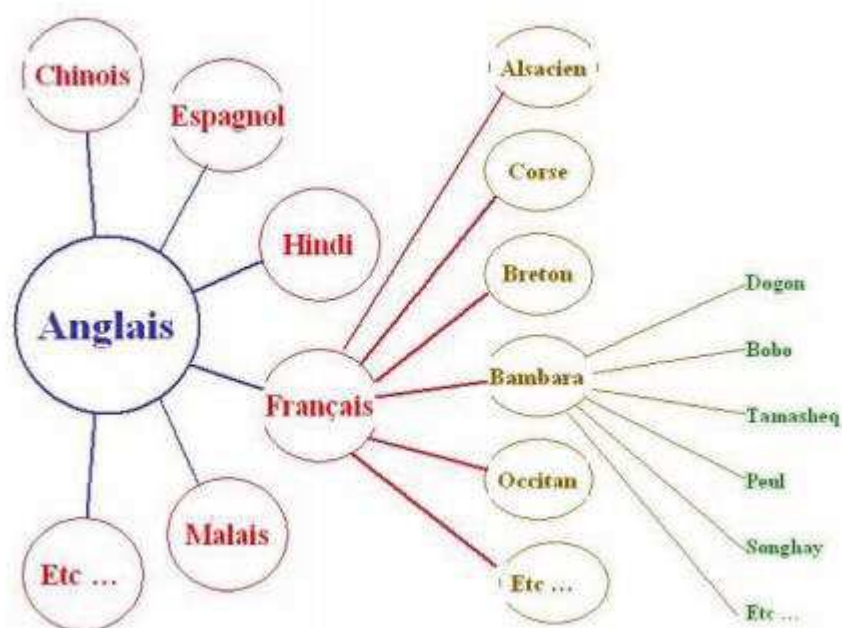 Chinois
Espagnol
Hindi
Anglais
Français
Malais
Etc ...
Alsacien
Corse
Breton
Bambara
Occitan
Etc ...
Dogon
Bobo
Tamasheq
Peul
Songhay
Etc ...